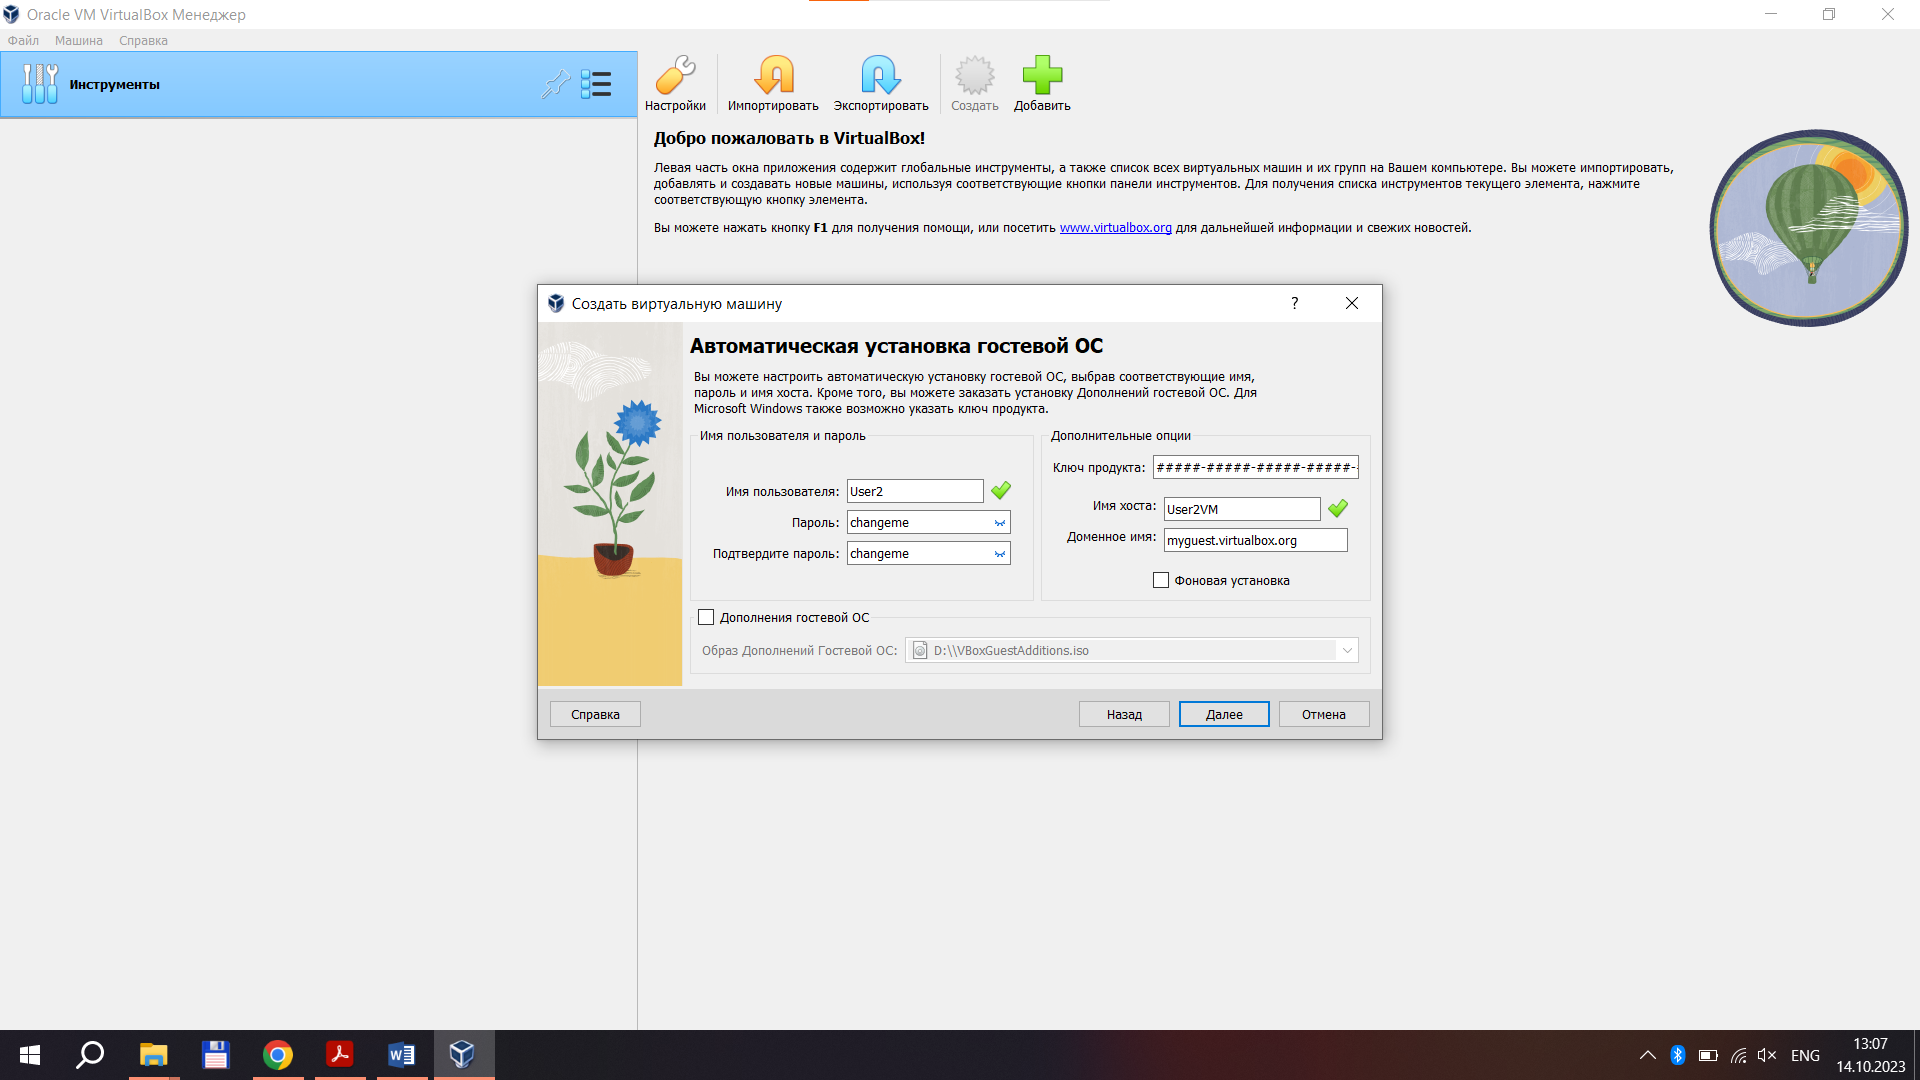 Oracle VM VirtualBox Менеджер
Файл Машина Справка
Инструменты
Настройки Импортировать Экспортировать Создать Добавить
Добро пожаловать в VirtualBox!
Левая часть окна приложения содержит глобальные инструменты, а также список всех виртуальных машин и их групп на Вашем компьютере. Вы можете импортировать,
добавлять и создавать новые машины, используя соответствующие кнопки панели инструментов. Для получения списка инструментов текущего элемента, нажмите
соответствующую кнопку элемента.
Вы можете нажать кнопку F1 для получения помощи, или посетить www.virtualbox.org для дальнейшей информации и свежих новостей.
Создать виртуальную машину
?
Автоматическая установка гостевой ОС
Вы можете настроить автоматическую установку гостевой ОС, выбрав соответствующие имя,
пароль и имя хоста. Кроме того, вы можете заказать установку Дополнений гостевой ОС. Для
Microsoft Windows также возможно указать ключ продукта.
Имя пользователя и пароль
Имя пользователя: User2
Пароль: changeme
Подтвердите пароль: changeme
Дополнительные опции
Ключ продукта: #####-#####-#####-#####-
Имя хоста: User2VM
Доменное имя: myguest.virtualbox.org
Фоновая установка
Дополнения гостевой ОС
Образ Дополнений Гостевой ОС: D:\\VBoxGuestAdditions.iso
Справка Назад Далее Отмена
ENG
13:07
14.10.2023